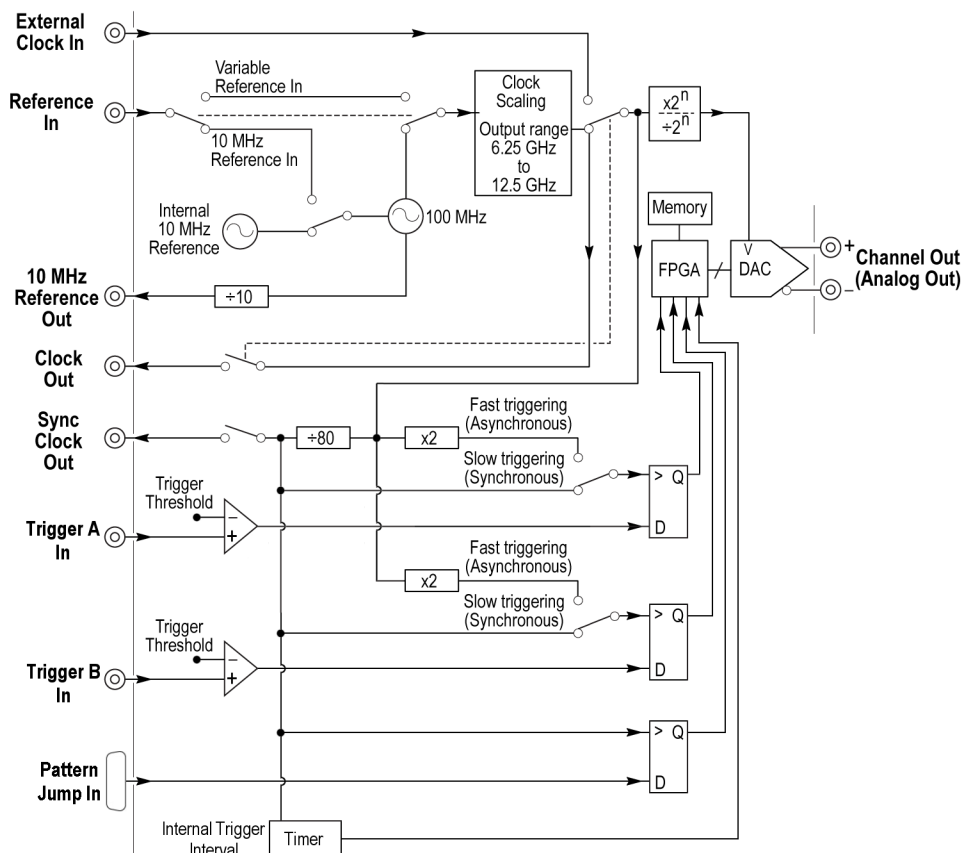 External
Clock In
Reference
In
Variable
Reference In
10 MHz
Reference In
Clock
Scaling
Output range
6.25 GHz
to
12.5 GHz
x2ⁿ
÷2ⁿ
Internal
10 MHz
Reference
100 MHz
Memory
FPGA
V
DAC
+
–
Channel Out
(Analog Out)
10 MHz
Reference
Out
÷10
Clock
Out
Sync
Clock
Out
÷80
x2
Fast triggering
(Asynchronous)
Slow triggering
(Synchronous)
> Q
D
Trigger
Threshold
–
+
Trigger A
In
x2
Fast triggering
(Asynchronous)
Slow triggering
(Synchronous)
> Q
D
Trigger
Threshold
–
+
Trigger B
In
> Q
D
Pattern
Jump In
Internal Trigger
Interval
Timer